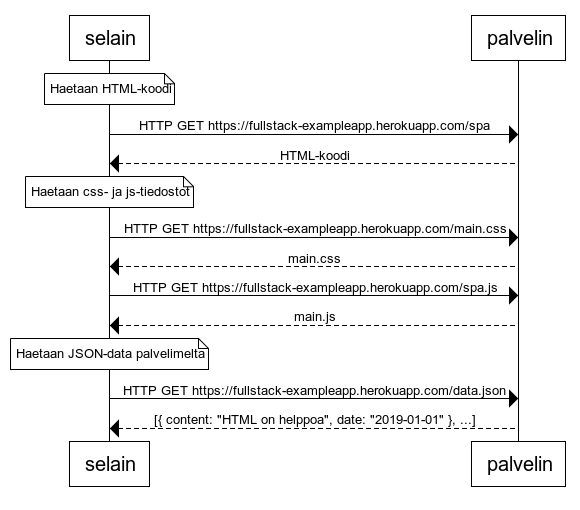 selain
palvelin
Haetaan HTML-koodi
HTTP GET https://fullstack-exampleapp.herokuapp.com/spa
HTML-koodi
Haetaan css- ja js-tiedostot
HTTP GET https://fullstack-exampleapp.herokuapp.com/main.css
main.css
HTTP GET https://fullstack-exampleapp.herokuapp.com/spa.js
main.js
Haetaan JSON-data palvelimelta
HTTP GET https://fullstack-exampleapp.herokuapp.com/data.json
[{ content: "HTML on helppoa", date: "2019-01-01" }, ...]
selain
palvelin